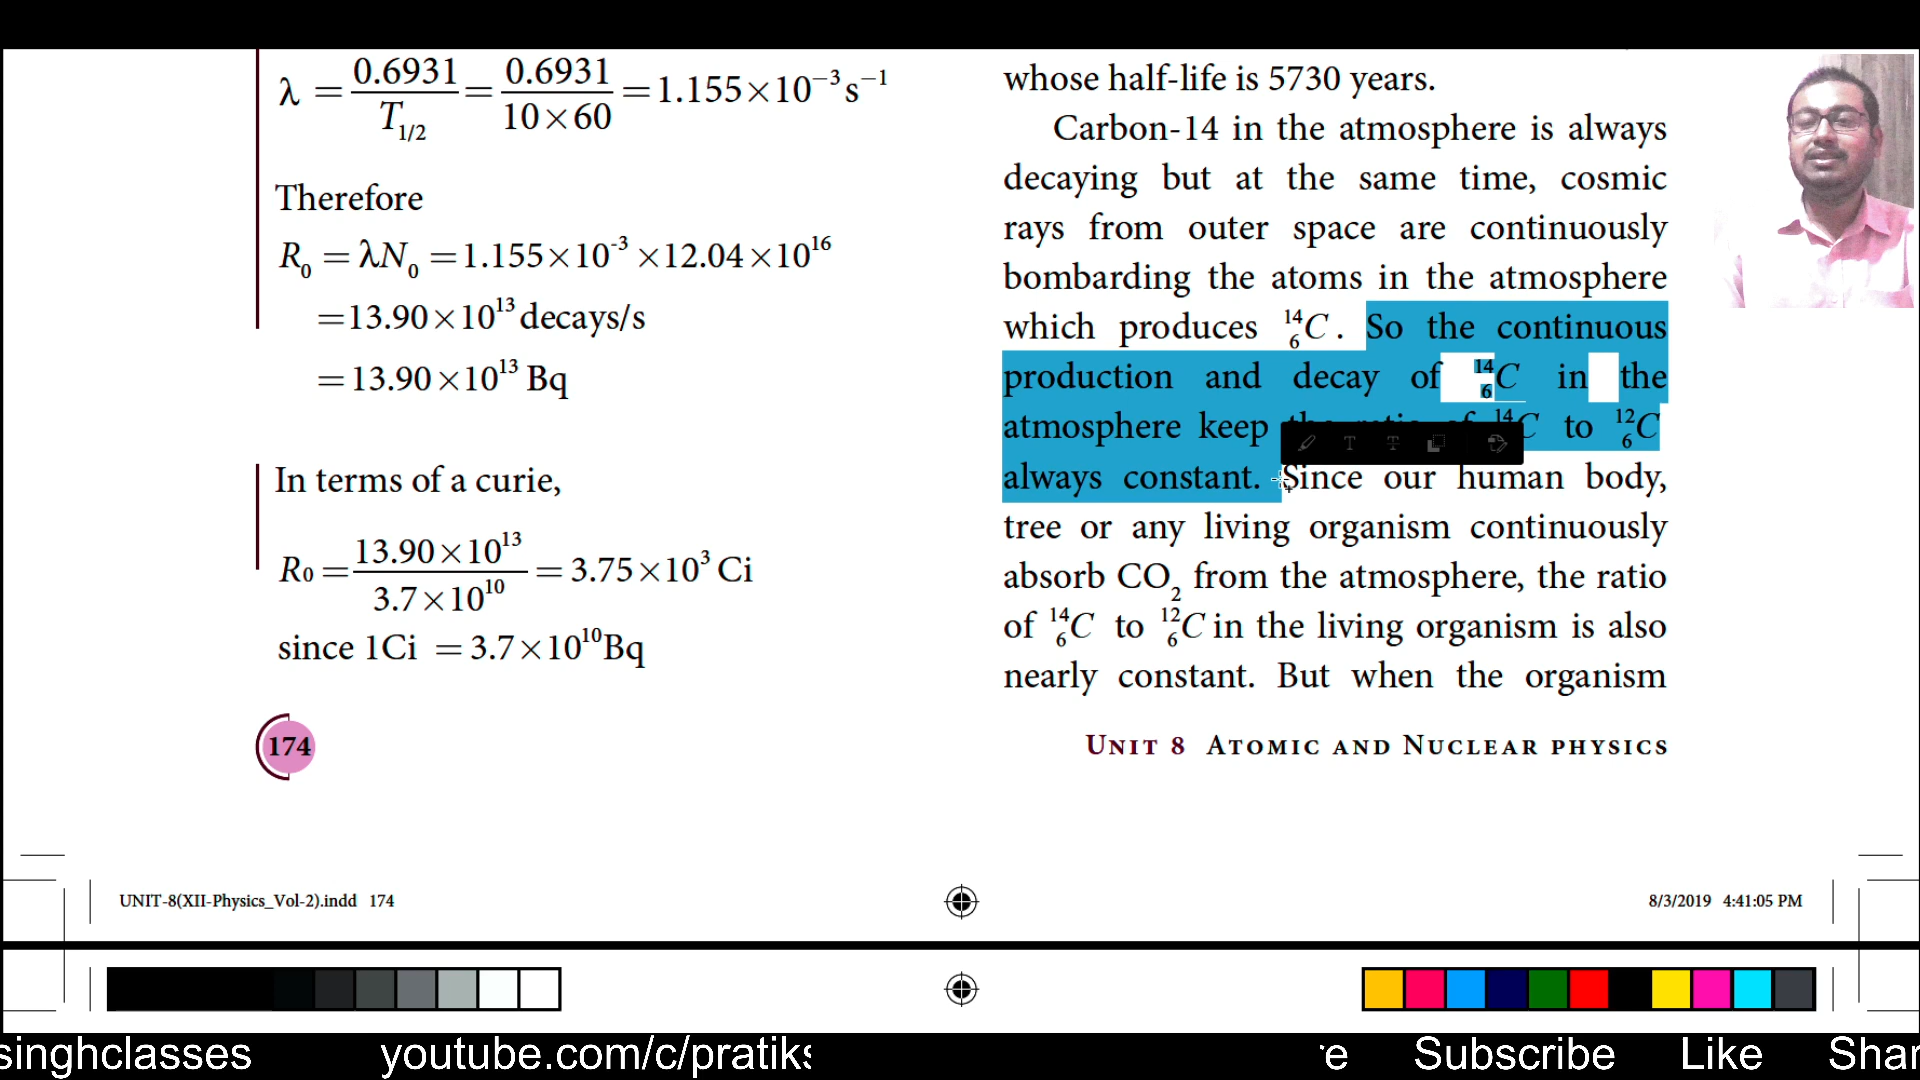 λ = 0.6931/T1/2 = 0.6931/10×60 = 1.155×10⁻³ s⁻¹
Therefore
R₀ = λN₀ = 1.155×10⁻³ ×12.04×10¹⁶
=13.90×10¹³ decays/s
=13.90×10¹³ Bq
In terms of a curie,
R₀ = 13.90×10¹³/3.7×10¹⁰ = 3.75×10³ Ci
since 1Ci = 3.7×10¹⁰Bq
174
whose half-life is 5730 years.
Carbon-14 in the atmosphere is always
decaying but at the same time, cosmic
rays from outer space are continuously
bombarding the atoms in the atmosphere
which produces ¹⁴₆C. So the continuous
production and decay of ¹⁴₆C in the
atmosphere keep C to ¹²₆C
always constant. Since our human body,
tree or any living organism continuously
absorb CO₂ from the atmosphere, the ratio
of ¹⁴₆C to ¹²₆C in the living organism is also
nearly constant. But when the organism
UNIT 8 ATOMIC AND NUCLEAR PHYSICS
UNIT-8(XII-Physics_Vol-2).indd 174
8/3/2019 4:41:05 PM
singhclasses youtube.com/c/pratiks Subscribe Like